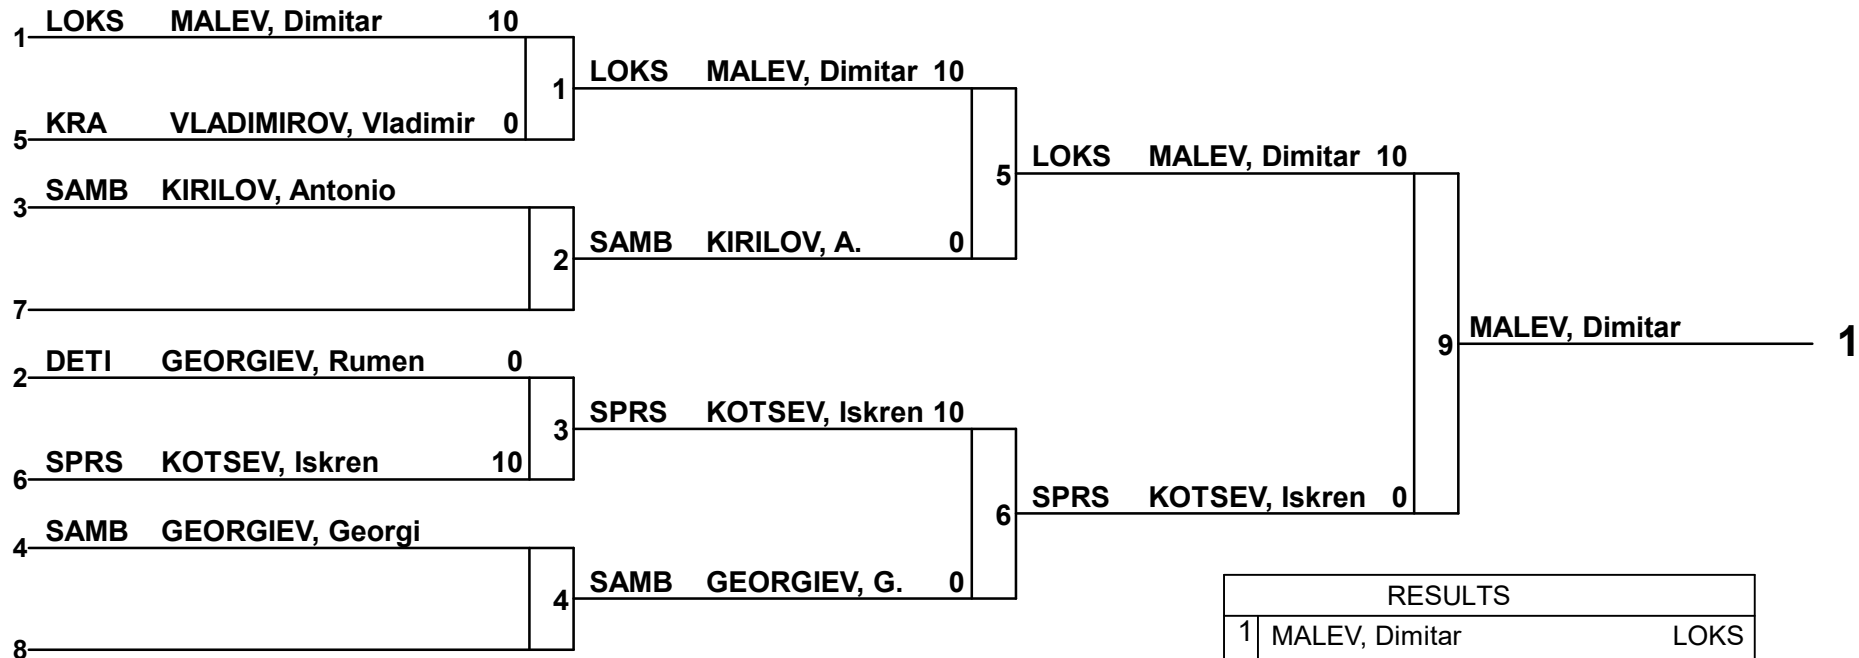 1 LOKS MALEV, Dimitar 10
5 KRA VLADIMIROV, Vladimir 0
3 SAMB KIRILOV, Antonio
7
2 DETI GEORGIEV, Rumen 0
6 SPRS KOTSEV, Iskren 10
4 SAMB GEORGIEV, Georgi
8
1 LOKS MALEV, Dimitar 10
2 SAMB KIRILOV, A. 0
3 SPRS KOTSEV, Iskren 10
4 SAMB GEORGIEV, G. 0
5 LOKS MALEV, Dimitar 10
6 SPRS KOTSEV, Iskren 0
9 MALEV, Dimitar 1
RESULTS
1 MALEV, Dimitar LOKS